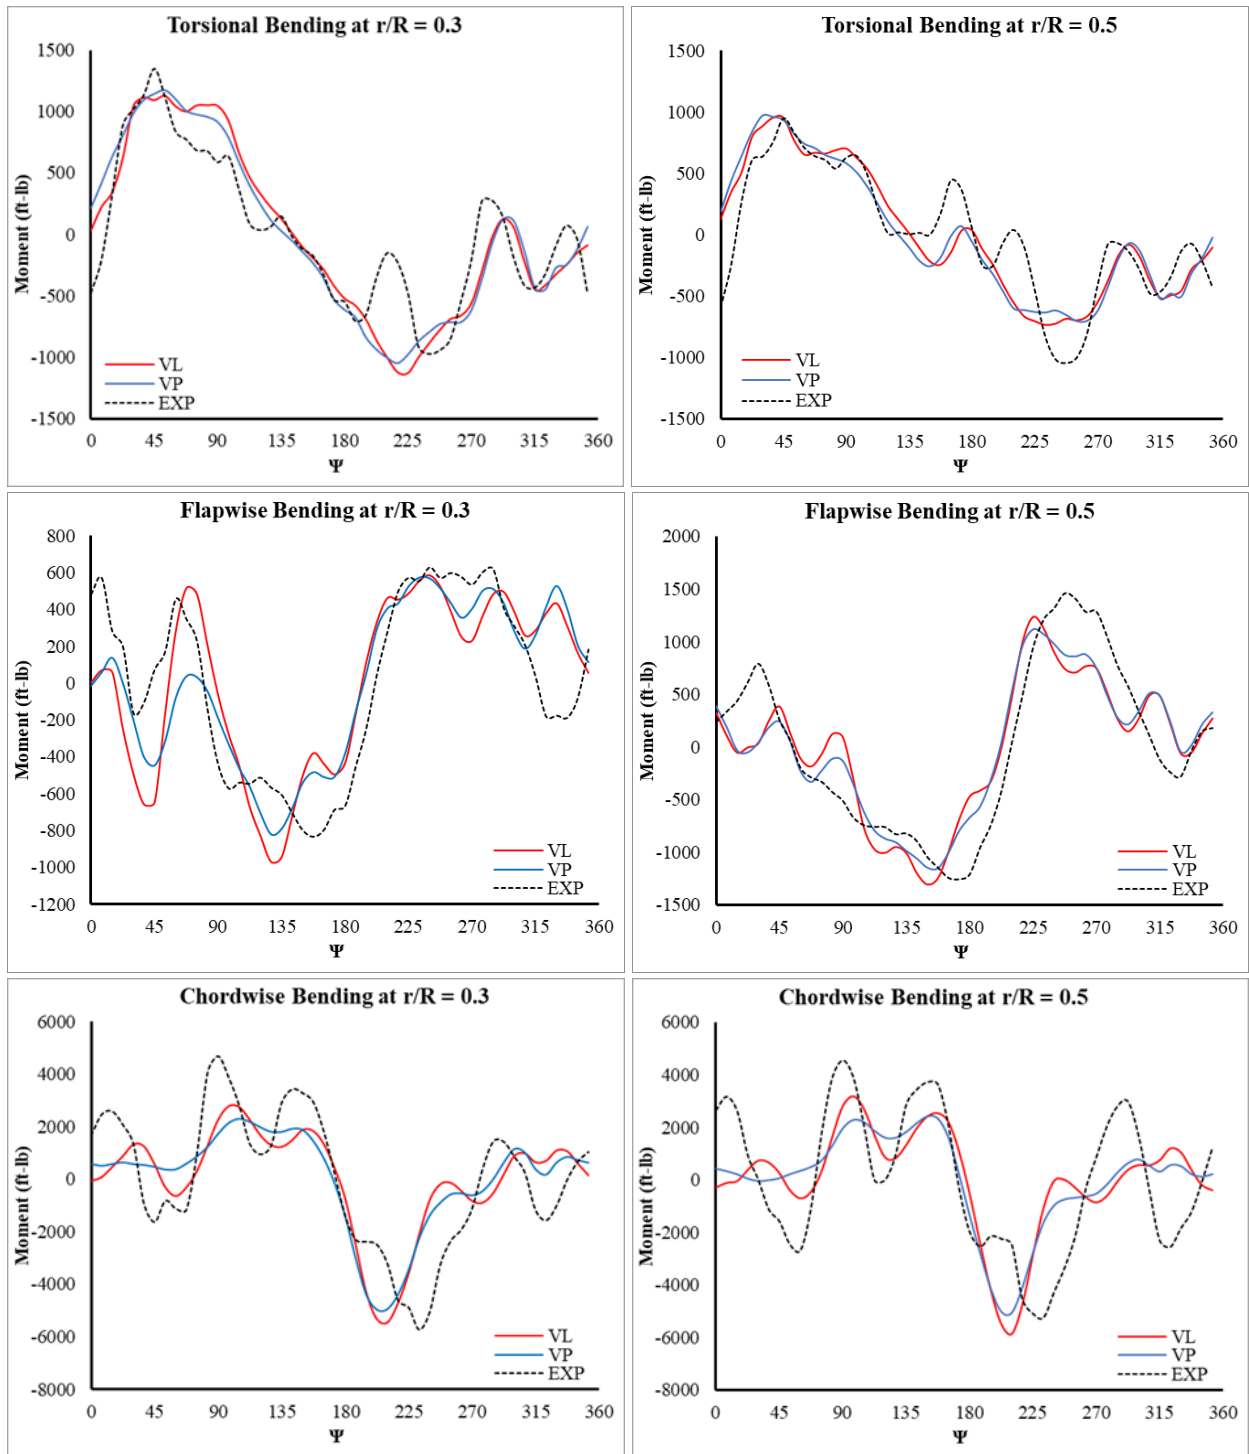 Torsional Bending at r/R = 0.3
Moment (ft-lb)
1500
1000
500
0
-500
-1000
-1500
VL
VP
EXP
0 45 90 135 180 225 270 315 360
Ψ
Torsional Bending at r/R = 0.5
Moment (ft-lb)
1500
1000
500
0
-500
-1000
-1500
VL
VP
EXP
0 45 90 135 180 225 270 315 360
Ψ
Flapwise Bending at r/R = 0.3
Moment (ft-lb)
800
600
400
200
0
-200
-400
-600
-800
-1000
-1200
VL
VP
EXP
0 45 90 135 180 225 270 315 360
Ψ
Flapwise Bending at r/R = 0.5
Moment (ft-lb)
2000
1500
1000
500
0
-500
-1000
-1500
VL
VP
EXP
0 45 90 135 180 225 270 315 360
Ψ
Chordwise Bending at r/R = 0.3
Moment (ft-lb)
6000
4000
2000
0
-2000
-4000
-6000
-8000
VL
VP
EXP
0 45 90 135 180 225 270 315 360
Ψ
Chordwise Bending at r/R = 0.5
Moment (ft-lb)
6000
4000
2000
0
-2000
-4000
-6000
-8000
VL
VP
EXP
0 45 90 135 180 225 270 315 360
Ψ